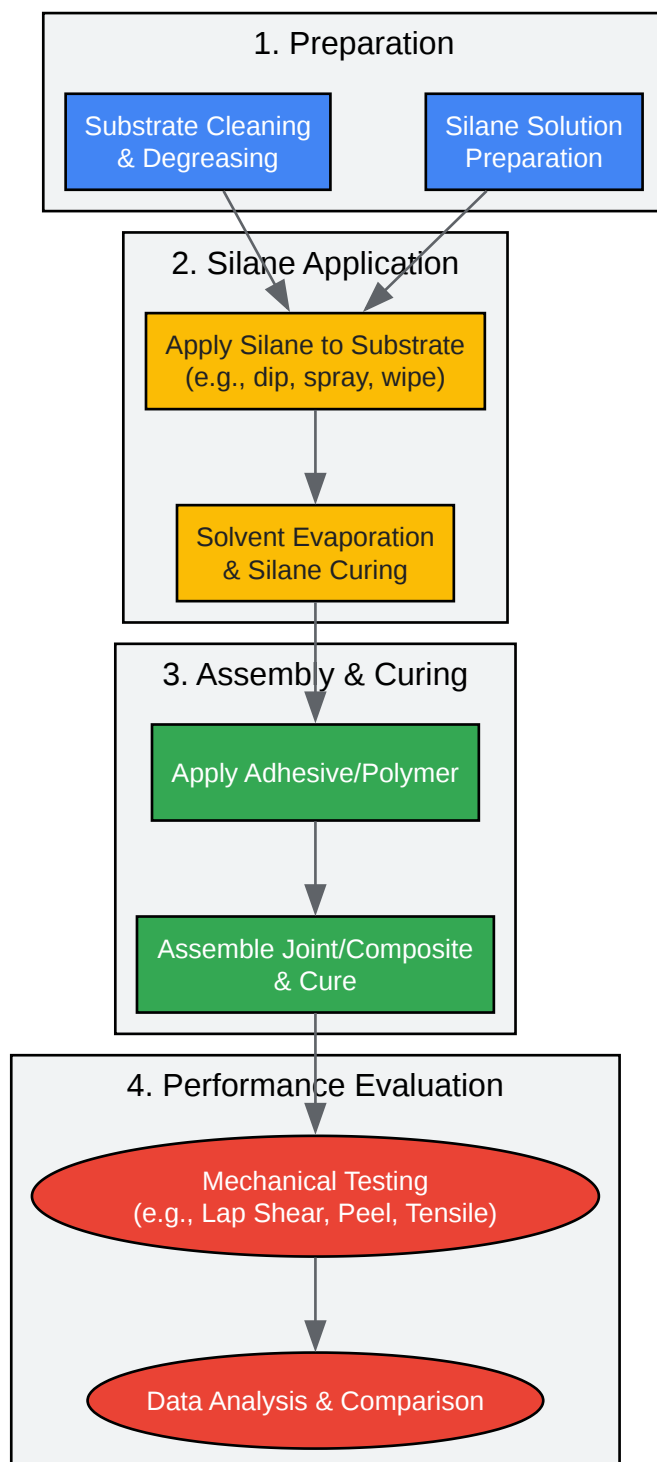 1. Preparation
Substrate Cleaning
& Degreasing
Silane Solution
Preparation
2. Silane Application
Apply Silane to Substrate
(e.g., dip, spray, wipe)
Solvent Evaporation
& Silane Curing
3. Assembly & Curing
Apply Adhesive/Polymer
Assemble Joint/Composite
& Cure
4. Performance Evaluation
Mechanical Testing
(e.g., Lap Shear, Peel, Tensile)
Data Analysis & Comparison